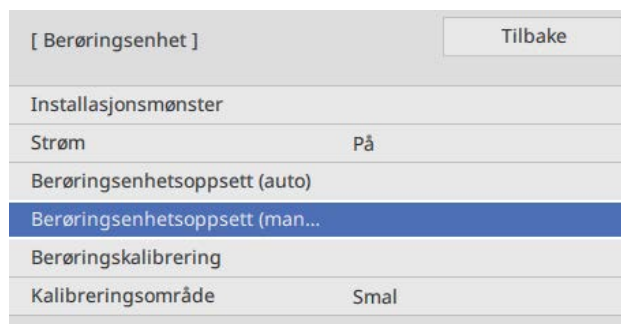 [ Berøringsenhet ] Tilbake
Installasjonsmønster
Strøm På
Berøringsenhetsoppsett (auto)
Berøringsenhetsoppsett (man...
Berøringskalibrering
Kalibreringsområde Smal